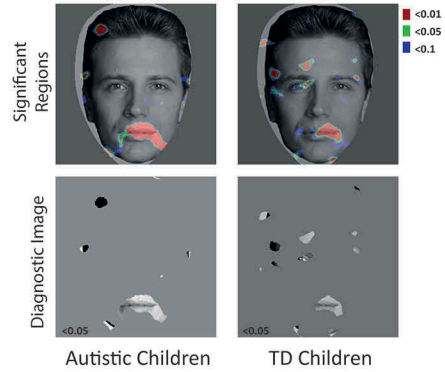 <0.01
<0.05
<0.1
Significant
Regions
Diagnostic Image
<0.05
<0.05
Autistic Children
TD Children